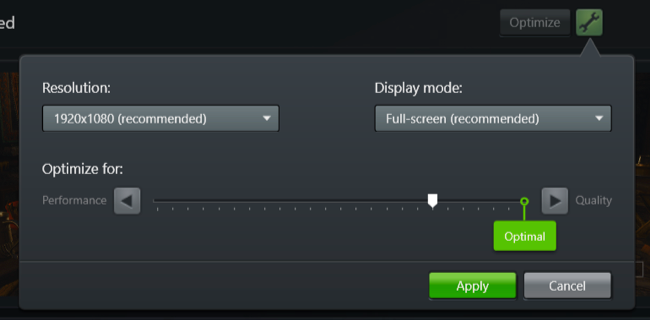 ed
Optimize
Resolution:
Display mode:
1920x1080 (recommended)
Full-screen (recommended)
Optimize for:
Performance
Quality
Optimal
Apply
Cancel